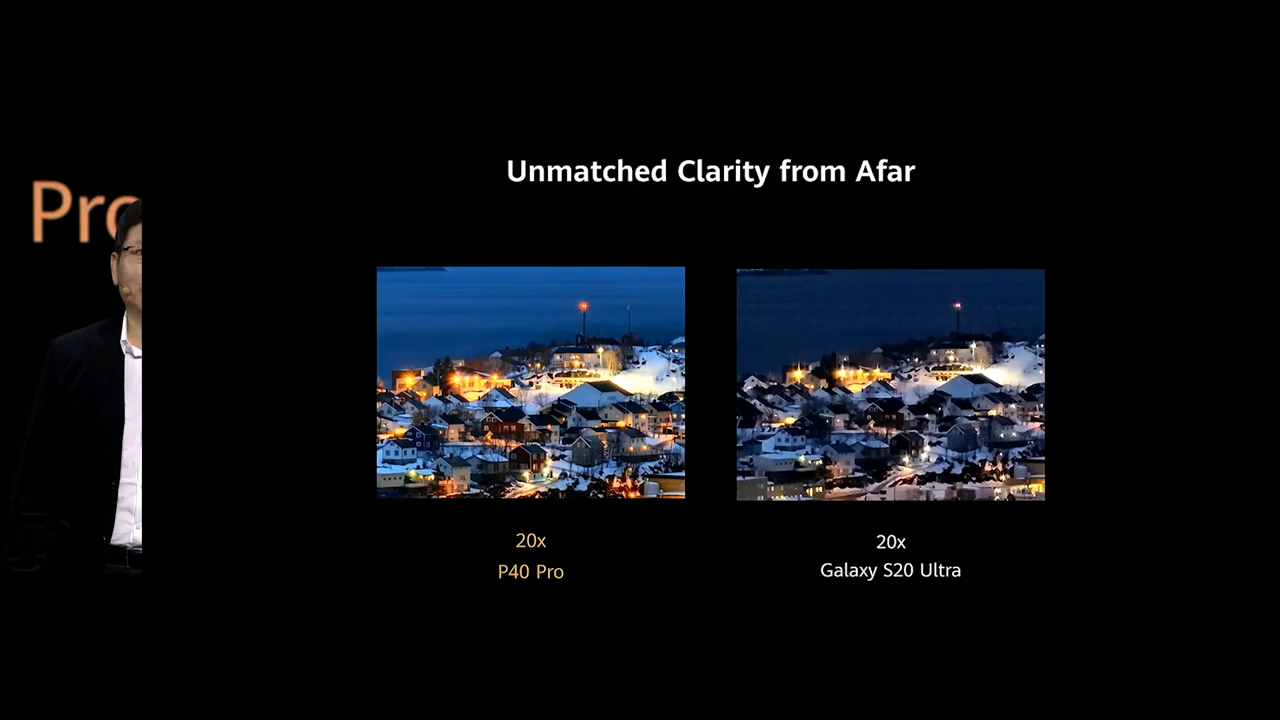 Pro
Unmatched Clarity from Afar
20x
P40 Pro
20x
Galaxy S20 Ultra